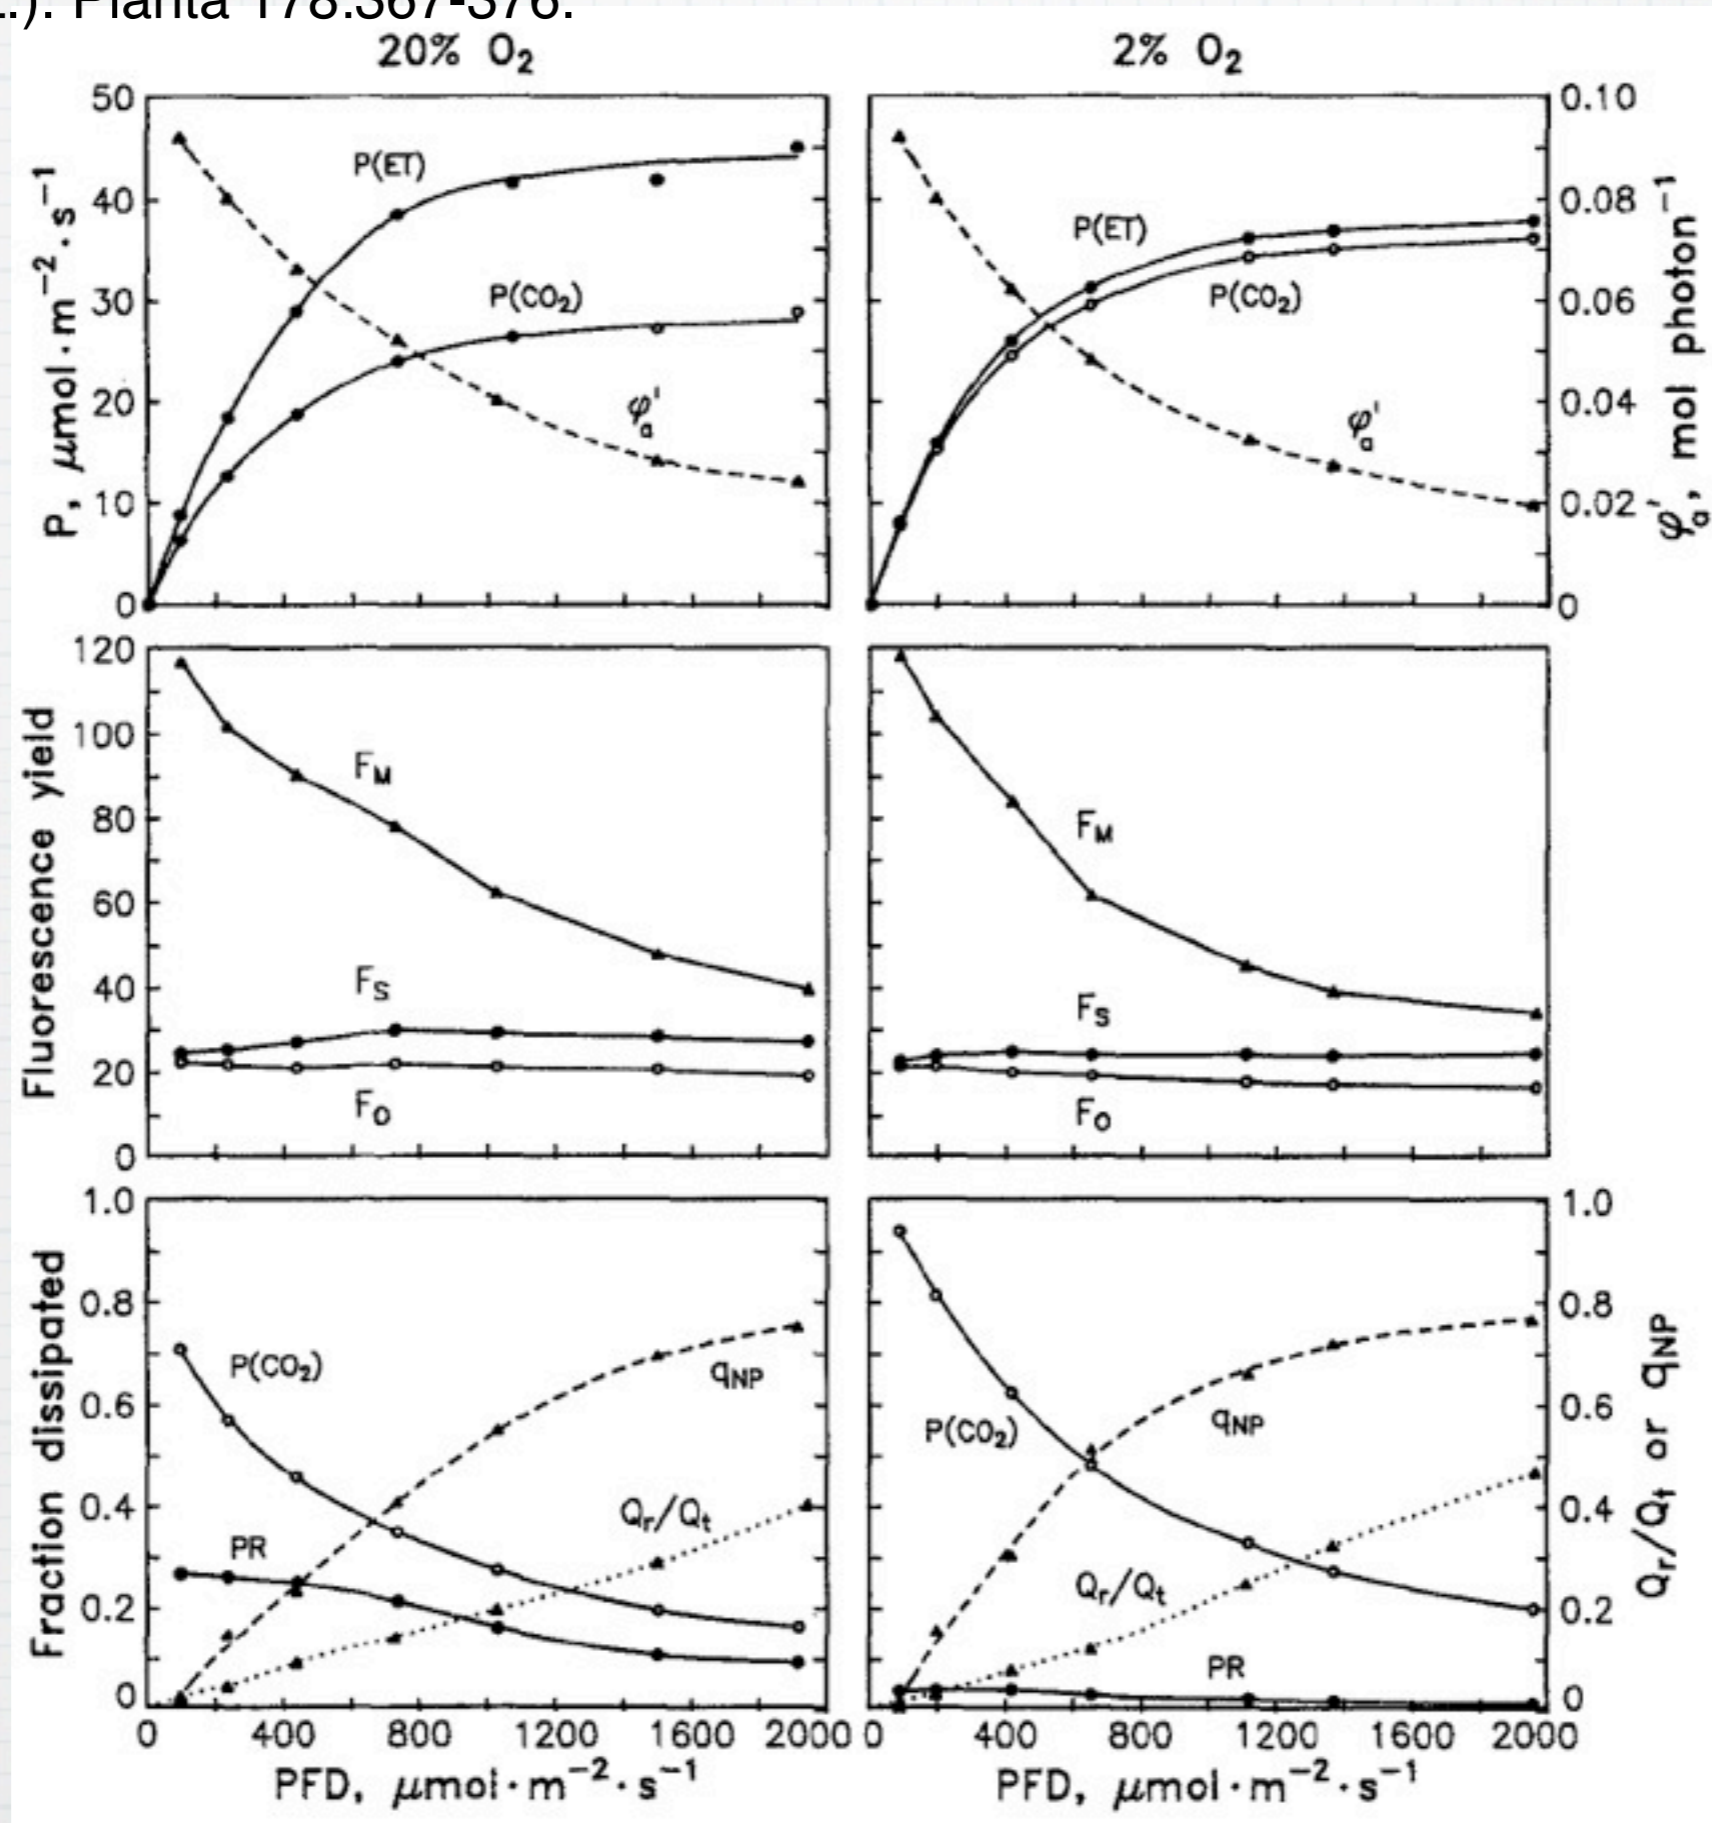 .). Planta 178:367-376.
20% O₂ 2% O₂
50 0.10
P(ET)
40 0.08
P(ET)
P(CO₂) P(CO₂)
30 0.06
20 0.04
φ'a φ'a
10 0.02
0 0
P, μmol·m⁻²·s⁻¹
φ'a, mol photon⁻¹
120
100
FM
80
FM
60
40
FS FS
20
FO FO
0
Fluorescence yield
1.0 1.0
0.8 0.8
P(CO₂) qNP
0.6 0.6
P(CO₂) qNP
0.4 0.4
Qr/Qt
PR
Qr/Qt
0.2 0.2
PR
0 0
Fraction dissipated
Qr/Qt or qNP
0 400 800 1200 1600 2000 0 400 800 1200 1600 2000
PFD, μmol·m⁻²·s⁻¹ PFD, μmol·m⁻²·s⁻¹